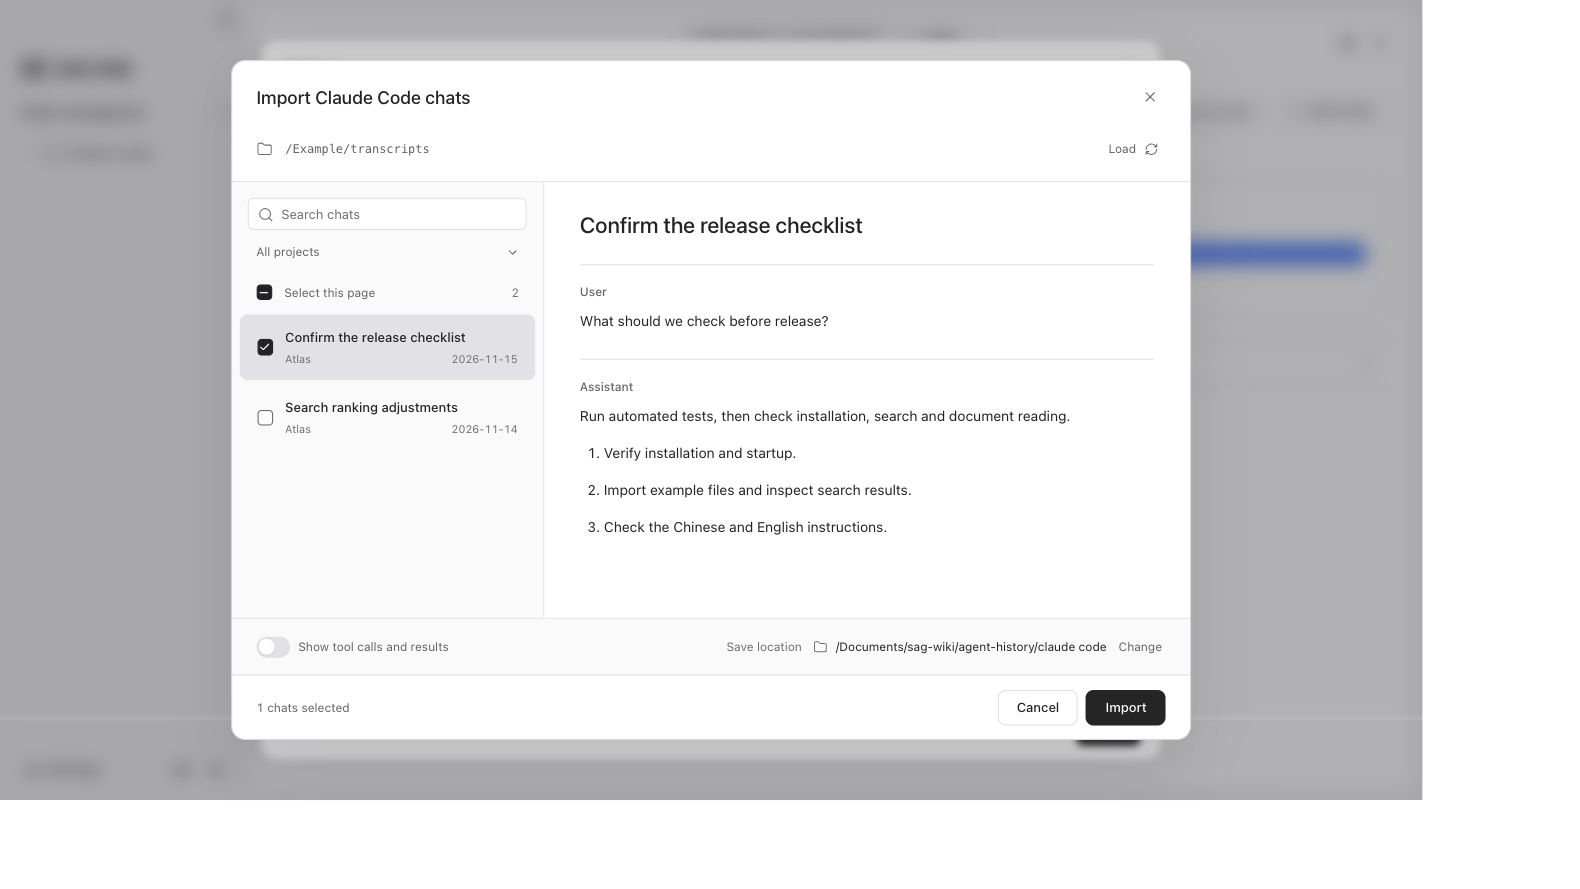 Import Claude Code chats
/Example/transcripts
Load
Search chats
All projects
Select this page 2
Confirm the release checklist
Atlas 2026-11-15
Search ranking adjustments
Atlas 2026-11-14
Confirm the release checklist
User
What should we check before release?
Assistant
Run automated tests, then check installation, search and document reading.
1. Verify installation and startup.
2. Import example files and inspect search results.
3. Check the Chinese and English instructions.
Show tool calls and results
Save location /Documents/sag-wiki/agent-history/claude code Change
1 chats selected
Cancel Import